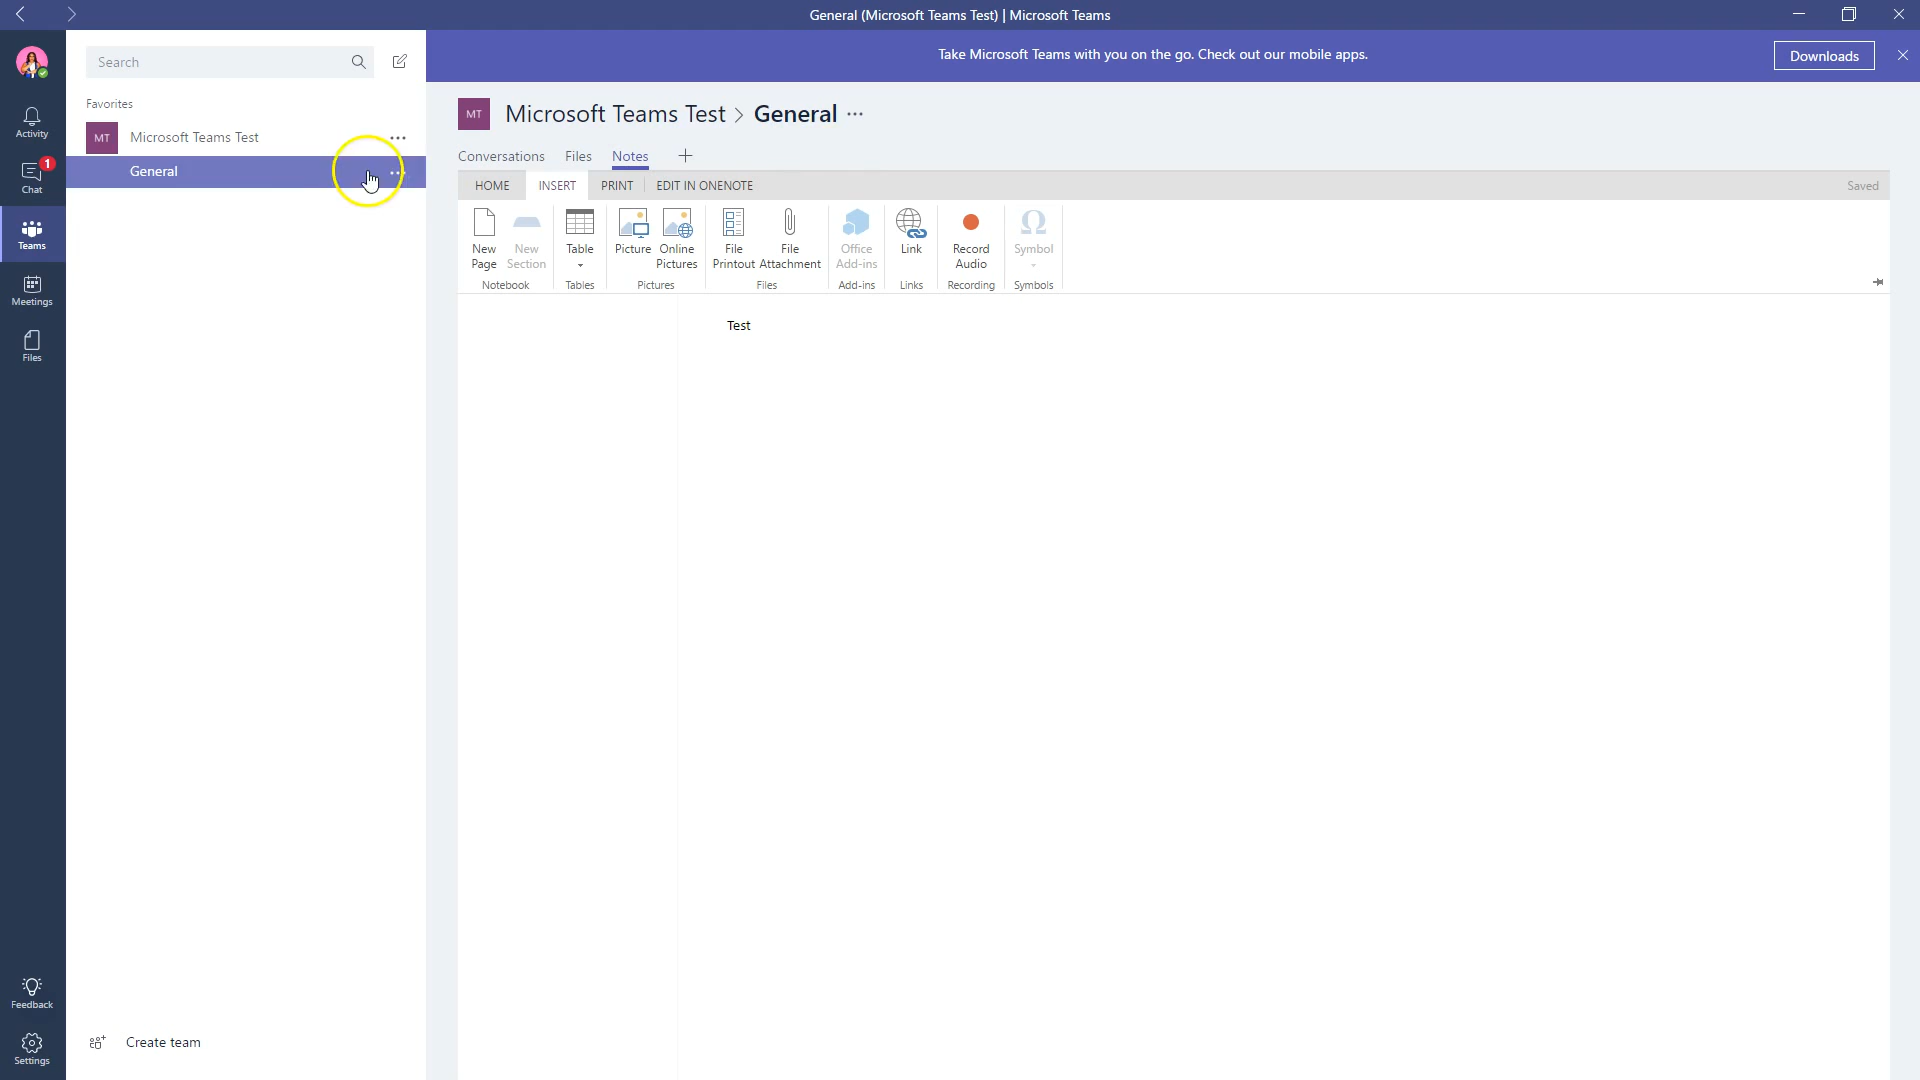 General (Microsoft Teams Test) | Microsoft Teams
Take Microsoft Teams with you on the go. Check out our mobile apps.
Downloads
Search
Activity
1
Chat
Teams
Meetings
Files
Feedback
Settings
Favorites
MT Microsoft Teams Test
General
Create team
MT Microsoft Teams Test > General
Conversations Files Notes
HOME INSERT PRINT EDIT IN ONENOTE Saved
New Page
New Section
Table
Picture
Online Pictures
File Printout
File Attachment
Office Add-ins
Link
Record Audio
Symbol
Notebook Tables Pictures Files Add-ins Links Recording Symbols
Test